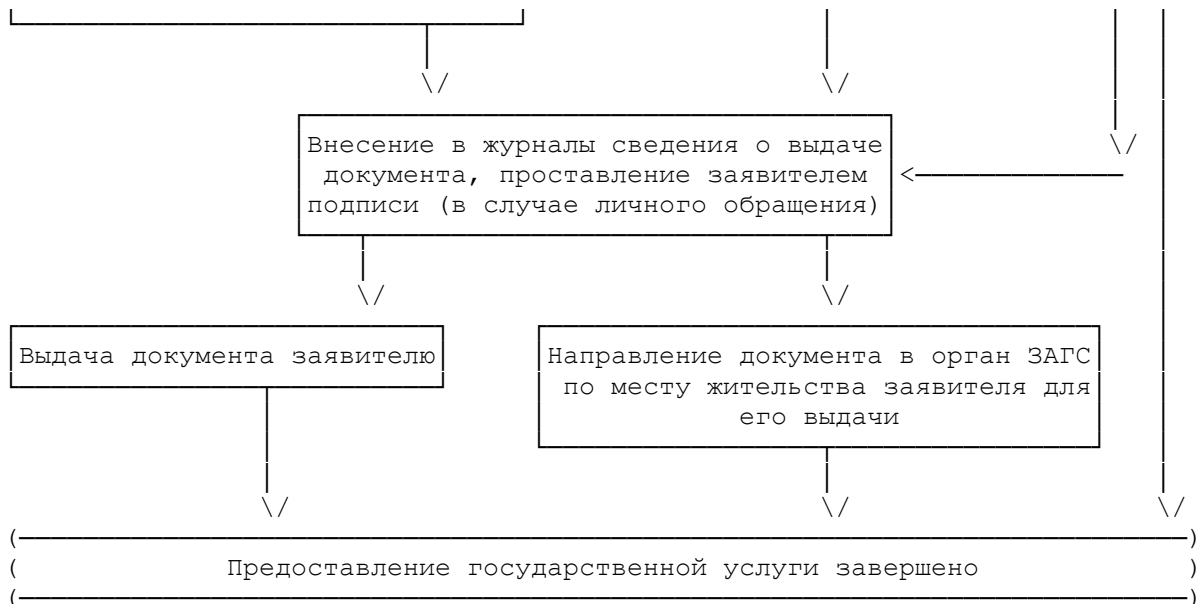 Внесение в журналы сведения о выдаче
документа, проставление заявителем
подписи (в случае личного обращения)
Выдача документа заявителю
Направление документа в орган ЗАГС
по месту жительства заявителя для
его выдачи
Предоставление государственной услуги завершено